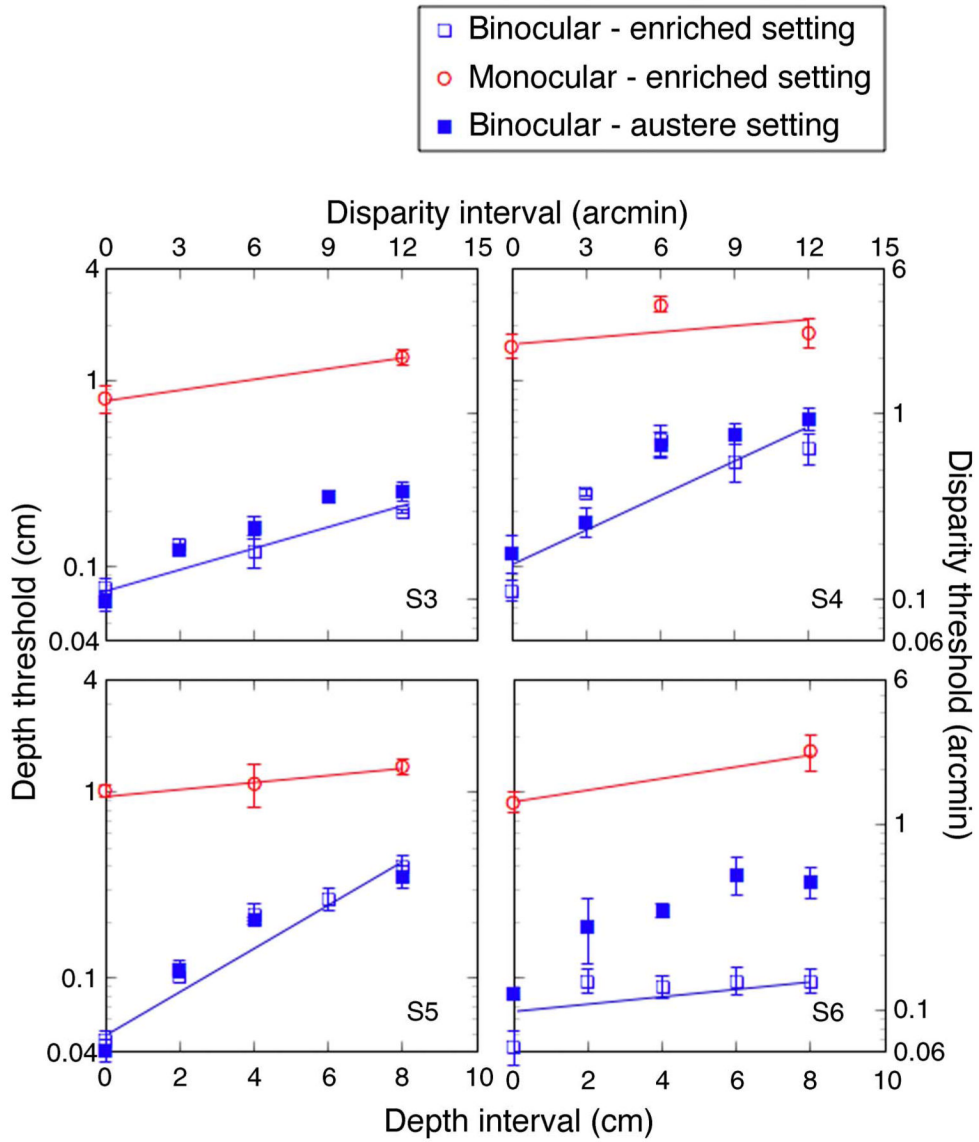 Binocular - enriched setting
Monocular - enriched setting
Binocular - austere setting
Disparity interval (arcmin)
0 3 6 9 12 15 0 3 6 9 12 15
4 6
1 1
0.1 0.1
0.04 0.06
S3 S4
Depth threshold (cm)
Disparity threshold (arcmin)
4 6
1 1
0.1 0.1
0.04 0.06
S5 S6
0 2 4 6 8 10 0 2 4 6 8 10
Depth interval (cm)